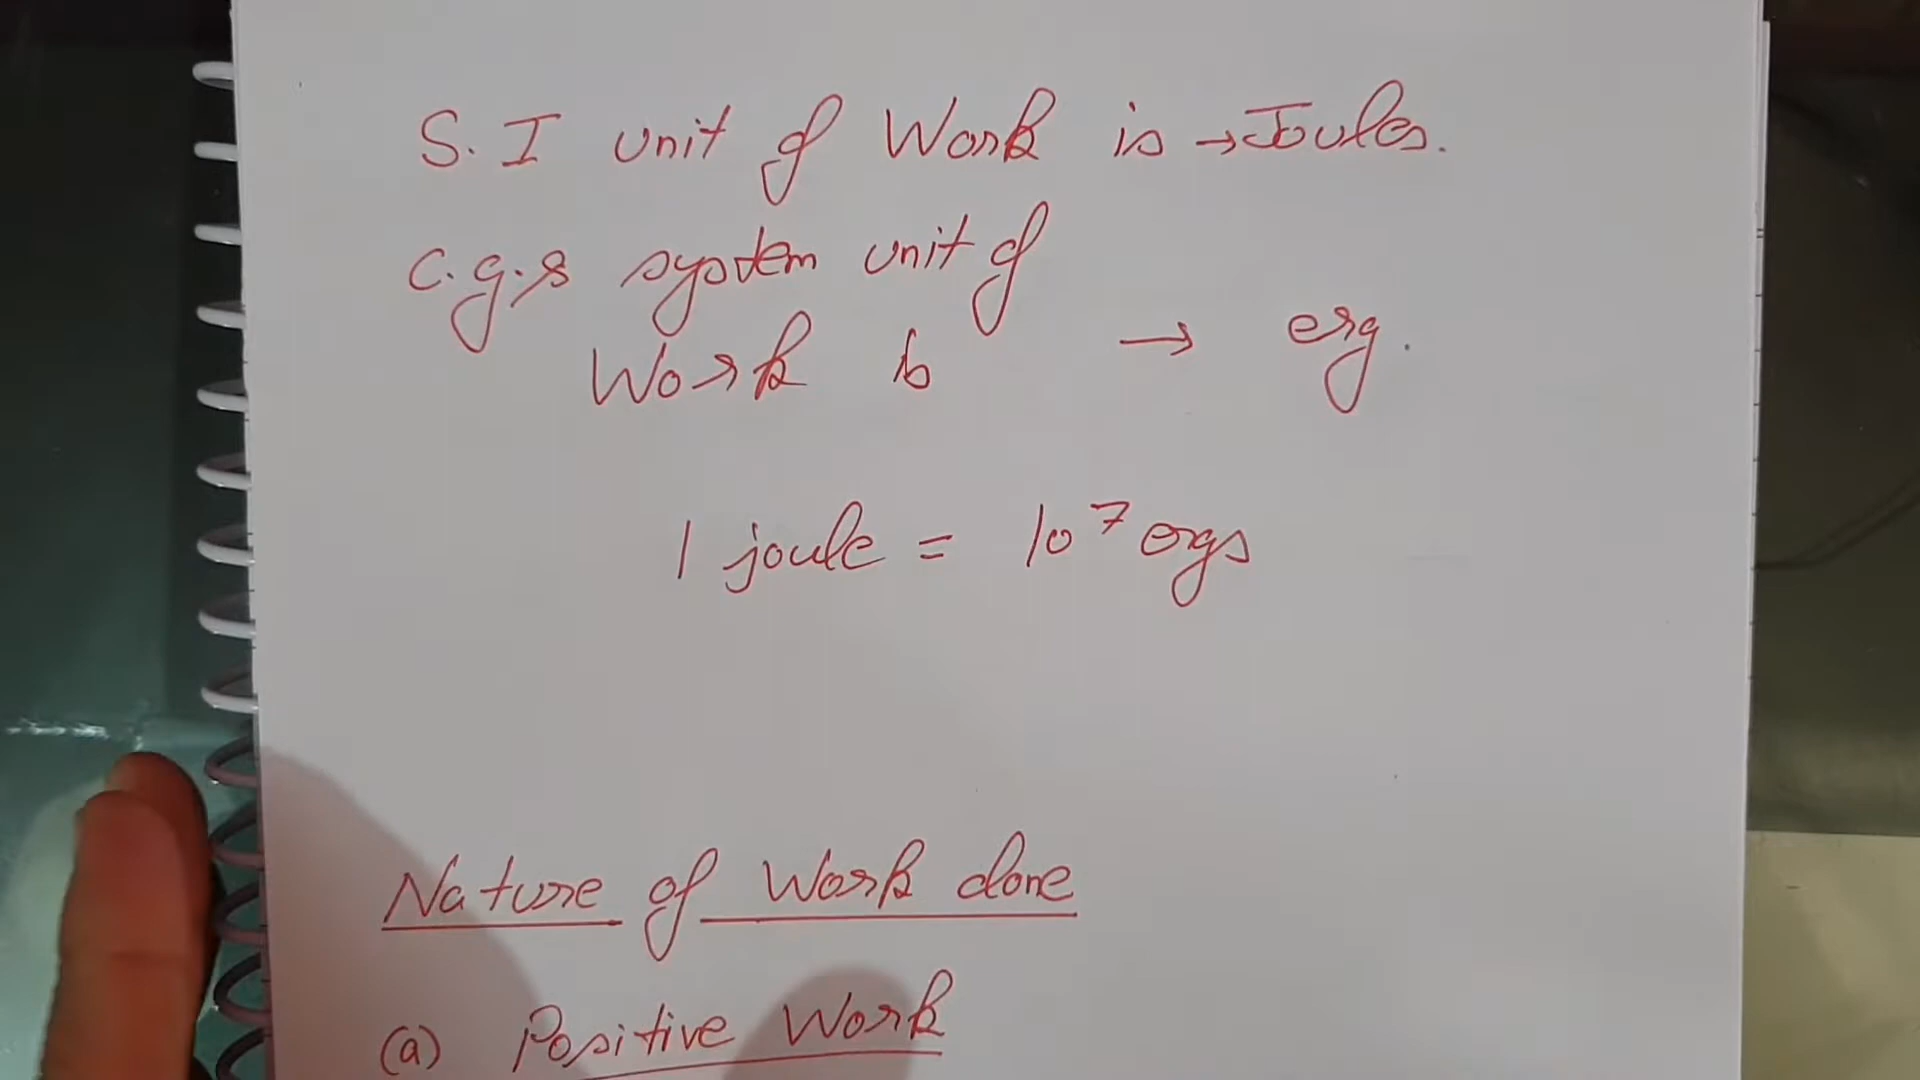 S.I unit of Work is → Joules.
C.g.s system unit of
Work is → erg.
1 joule = 10⁷ ergs
Nature of Work done
(a) Positive Work